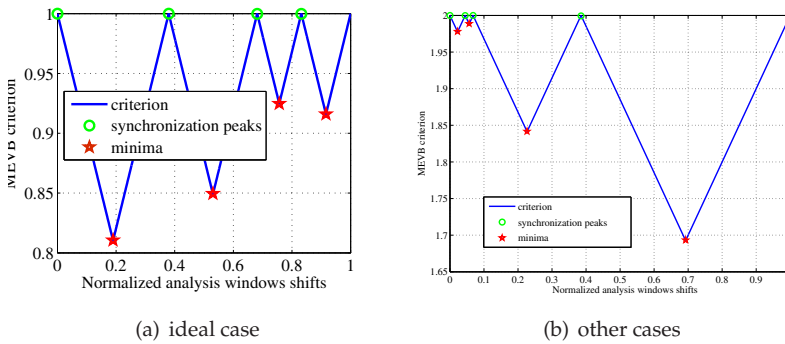 1
0.95
0.9
0.85
0.8
MEVB criterion
criterion
synchronization peaks
minima
0 0.2 0.4 0.6 0.8 1
Normalized analysis windows shifts
(a) ideal case
2
1.95
1.9
1.85
1.8
1.75
1.7
1.65
MEVB criterion
criterion
synchronization peaks
minima
0 0.1 0.2 0.3 0.4 0.5 0.6 0.7 0.8 0.9
Normalized analysis windows shifts
(b) other cases